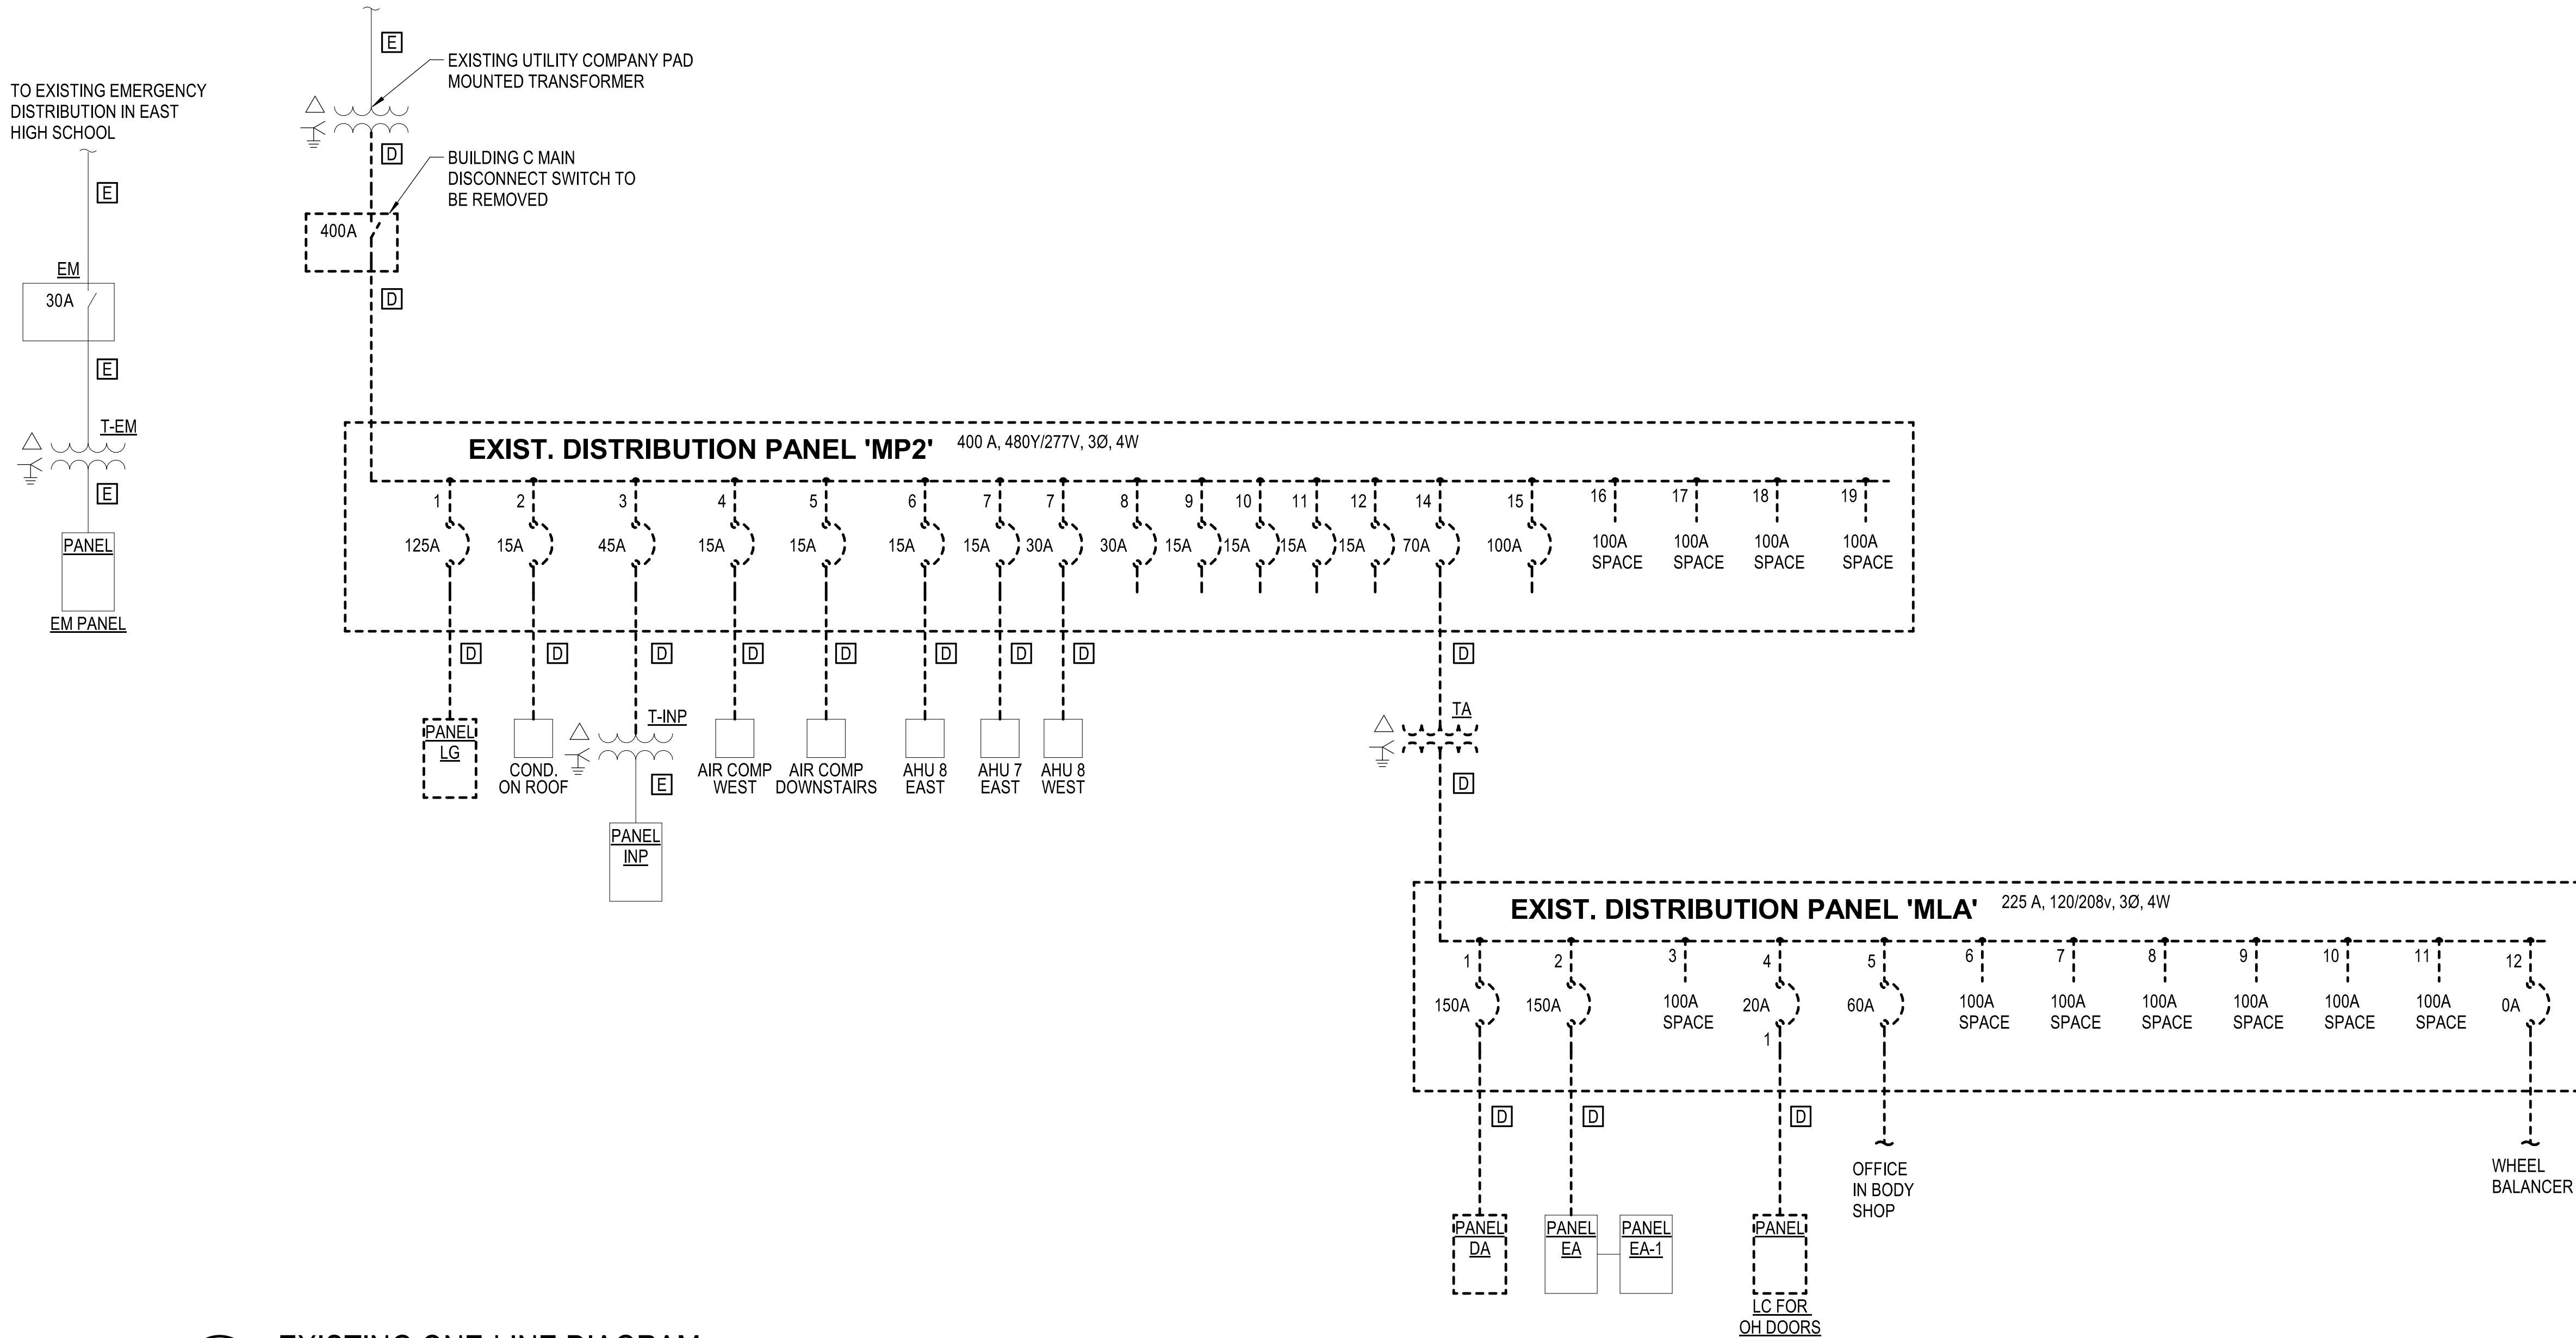 E
EXISTING UTILITY COMPANY PAD
MOUNTED TRANSFORMER
TO EXISTING EMERGENCY
DISTRIBUTION IN EAST
HIGH SCHOOL
D
BUILDING C MAIN
DISCONNECT SWITCH TO
BE REMOVED
E
400A
EM
30A
D
E
T-EM
E
PANEL
EM PANEL
EXIST. DISTRIBUTION PANEL 'MP2' 400 A, 480Y/277V, 3Ø, 4W
1 2 3 4 5 6 7 7 8 9 10 11 12 14 15 16 17 18 19
125A 15A 45A 15A 15A 15A 15A 30A 30A 15A 15A 15A 15A 70A 100A 100A 100A 100A 100A
SPACE SPACE SPACE SPACE
D D D D D D D D D
T-INP TA
PANEL
LG
COND.
ON ROOF
AIR COMP
WEST
AIR COMP
DOWNSTAIRS
AHU 8
EAST
AHU 7
EAST
AHU 8
WEST
E D
PANEL
INP
EXIST. DISTRIBUTION PANEL 'MLA' 225 A, 120/208v, 3Ø, 4W
1 2 3 4 5 6 7 8 9 10 11 12
150A 150A 100A 20A 60A 100A 100A 100A 100A 100A 100A 0A
SPACE SPACE SPACE SPACE SPACE SPACE SPACE
1
D D D
OFFICE
IN BODY
SHOP
WHEEL
BALANCER
PANEL
DA
PANEL
EA
PANEL
EA-1
PANEL
LC FOR
OH DOORS
EXISTING ONE LINE DIAGRAM